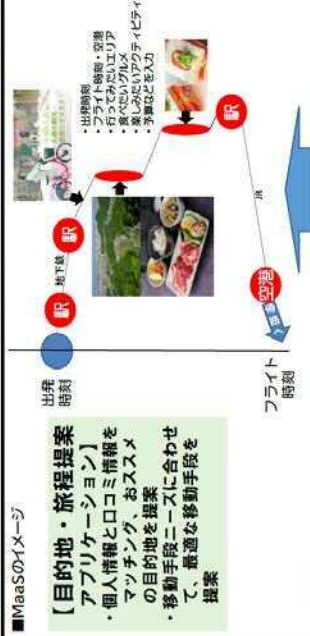 ■MaaSのイメージ
【目的地・旅程提案
アプリケーション】
・個人情報と口コミ情報を
マッチング、おススメ
の目的地を提案
・移動手段ニーズに合わせ
て、最適な移動手段を
提案
出発
時刻
フライト
時刻
駅
地下鉄
駅
・出発時刻
・フライト時刻・空港
・行ってみたいエリア
・食べたいグルメ
・楽しみたいアクティビティ
・予算などを入力
駅
JR
空港